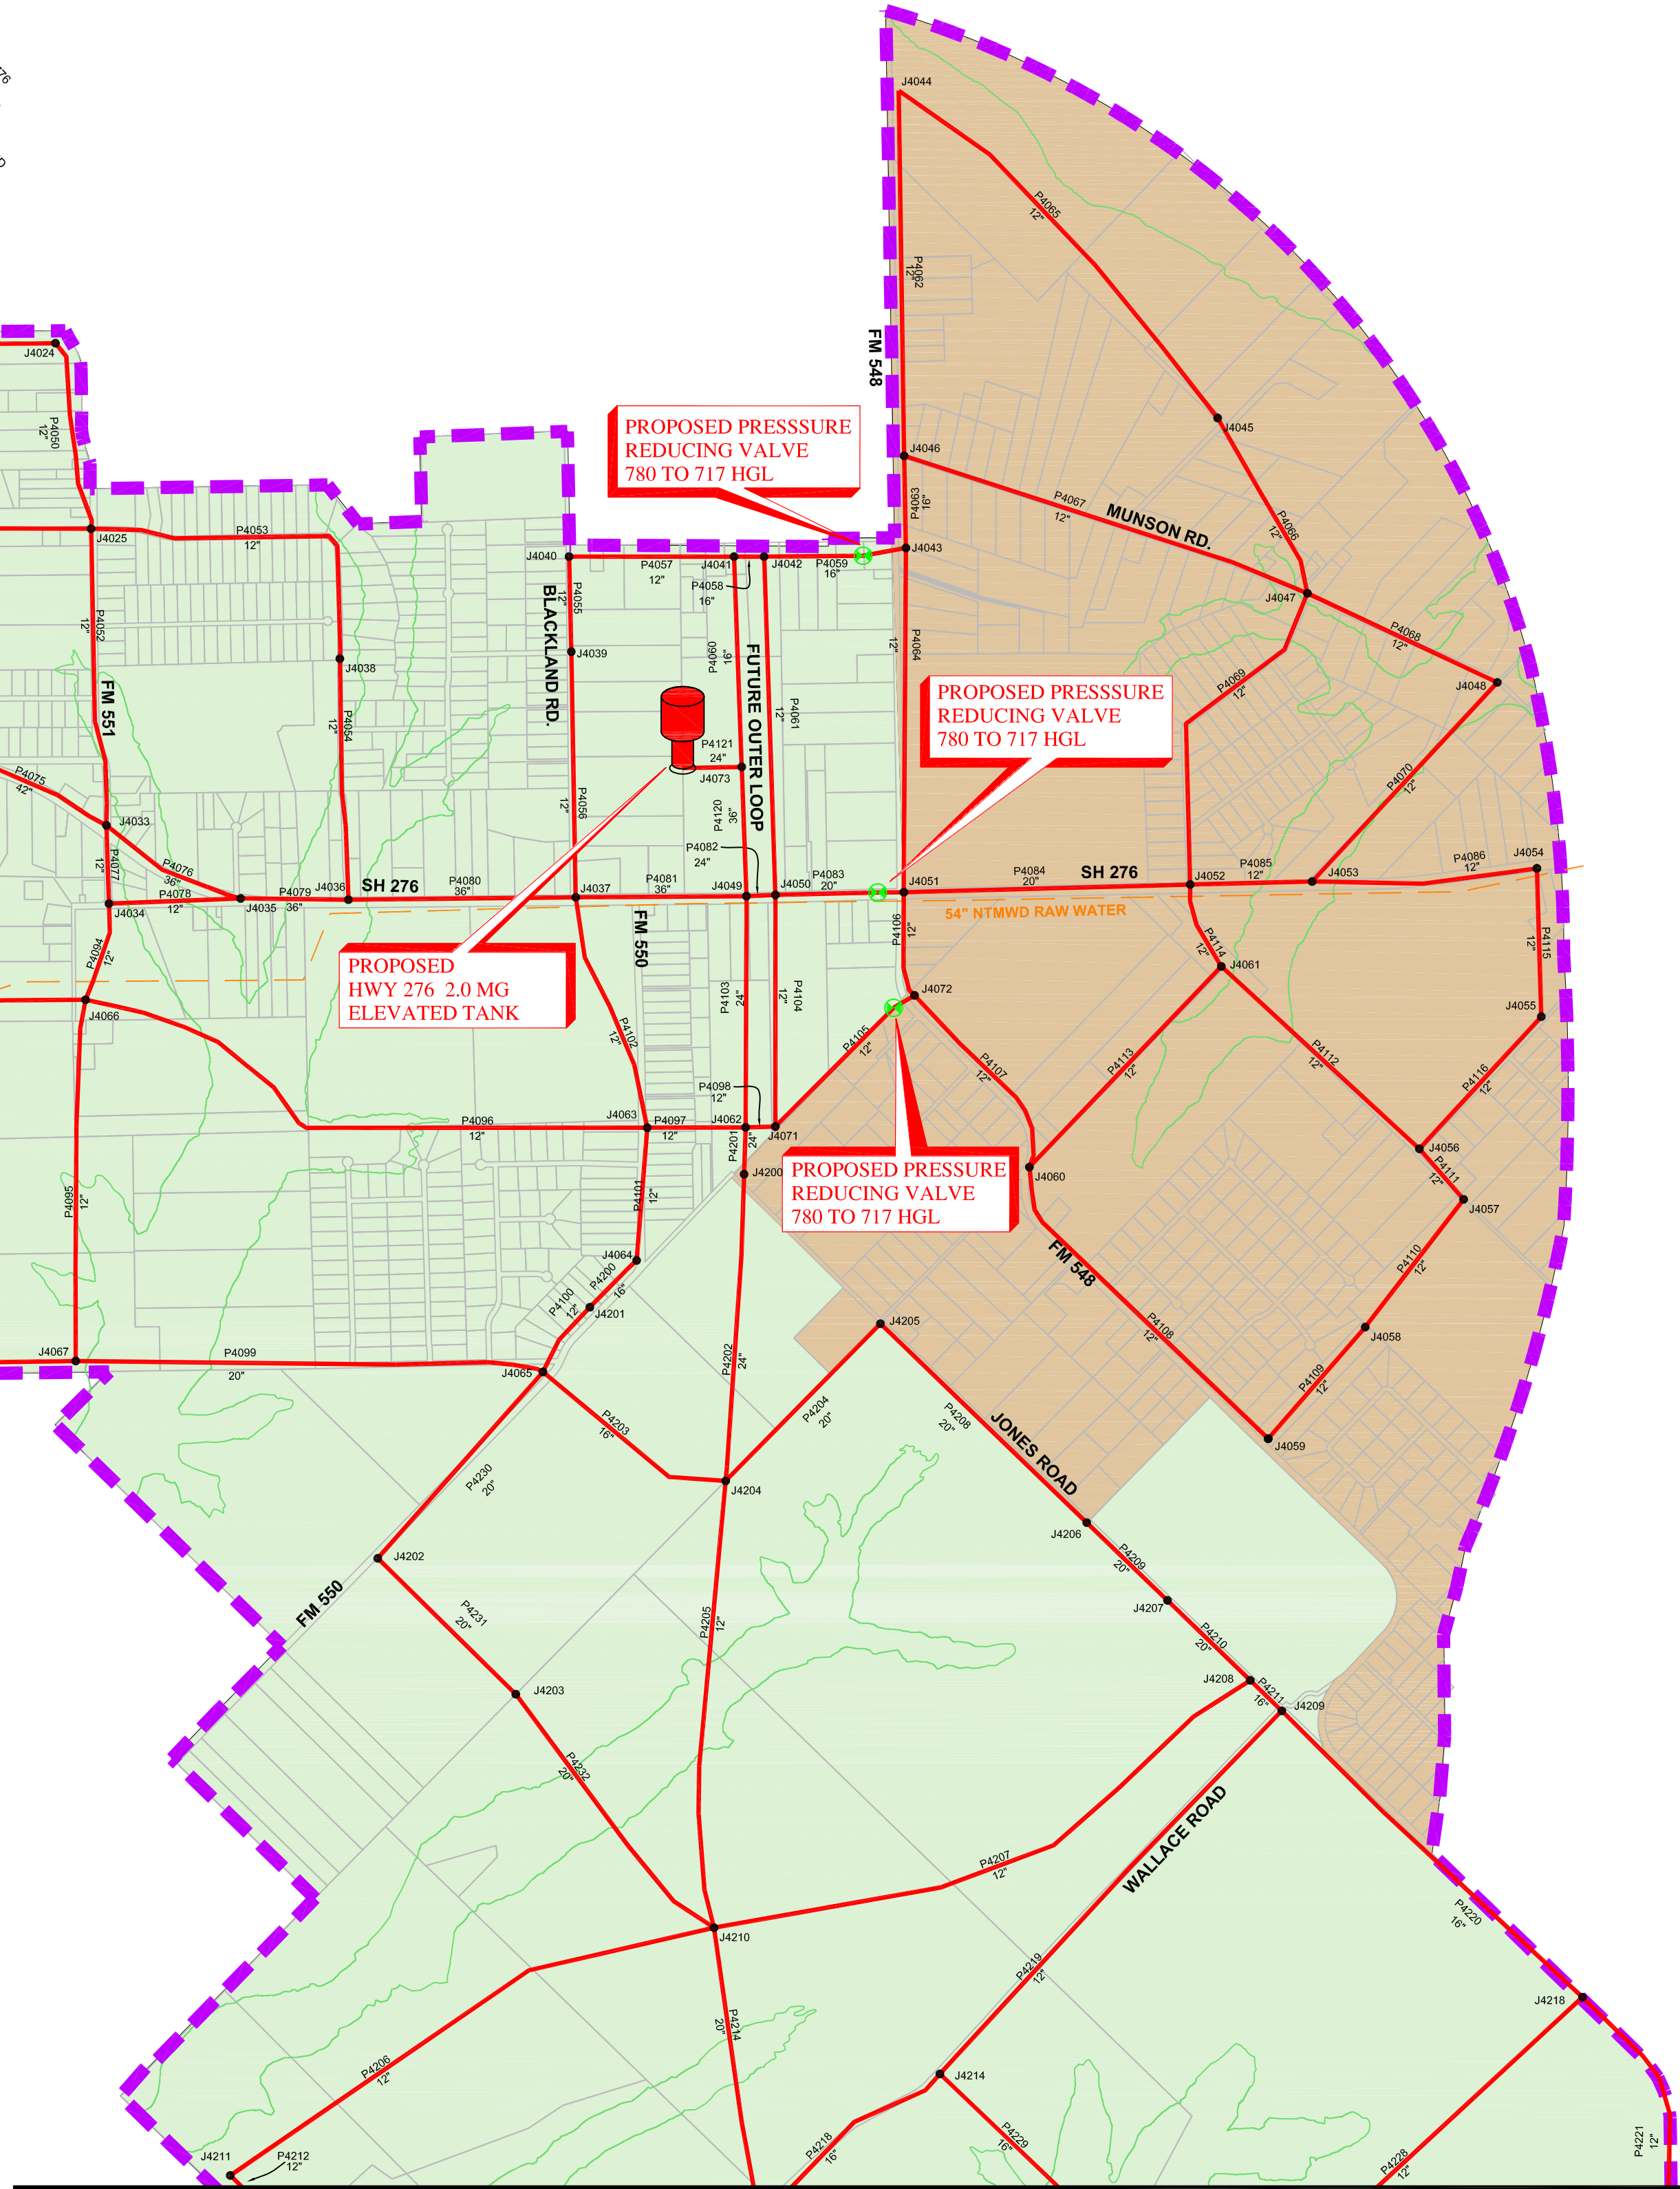 76
J4044
P4065
12"
P4062
12"
FM 548
J4024
P4050
12"
PROPOSED PRESSSURE
REDUCING VALVE
780 TO 717 HGL
J4045
J4046
P4063
16"
P4067
12"
MUNSON RD.
P4066
12"
J4025
P4053
12"
J4040
P4057
12"
J4041
J4042
P4059
16"
J4043
P4058
16"
P4055
12"
BLACKLAND RD.
J4047
P4052
12"
P4068
12"
P4064
12"
J4038
J4039
P4060
16"
FUTURE OUTER LOOP
P4069
12"
J4048
FM 551
P4054
12"
P4061
12"
PROPOSED PRESSSURE
REDUCING VALVE
780 TO 717 HGL
P4121
24"
J4073
P4075
42"
P4070
12"
P4056
12"
P4120
36"
J4033
P4077
12"
P4076
36"
P4082
24"
J4054
P4086
12"
P4085
12"
P4084
20"
SH 276
P4083
20"
P4081
36"
P4080
36"
SH 276
J4036
P4079
36"
P4078
12"
J4034
J4035
J4037
J4049
J4050
J4051
J4052
J4053
54" NTMWD RAW WATER
FM 550
P4094
12"
P4106
12"
P4114
12"
P4115
12"
J4061
PROPOSED
HWY 276 2.0 MG
ELEVATED TANK
P4103
24"
P4104
12"
J4072
J4066
J4055
P4102
12"
P4105
12"
P4107
12"
P4113
12"
P4112
12"
P4116
12"
P4098
12"
J4063
P4096
12"
P4097
12"
J4062
J4071
P4201
24"
J4056
P4111
12"
J4200
J4060
PROPOSED PRESSURE
REDUCING VALVE
780 TO 717 HGL
P4095
12"
P4101
12"
J4057
FM 548
P4110
12"
J4064
P4200
16"
P4100
12"
J4201
J4205
P4108
12"
J4058
J4067
P4099
20"
J4065
P4202
24"
P4109
12"
P4204
20"
P4208
20"
JONES ROAD
P4203
16"
J4059
P4230
20"
J4204
J4206
J4202
P4209
20"
FM 550
P4231
20"
P4205
12"
J4207
P4210
20"
J4208
P4211
16"
J4203
J4209
P4232
20"
WALLACE ROAD
P4207
12"
P4220
16"
J4210
P4219
12"
J4218
P4214
20"
P4206
12"
J4214
J4211
P4212
12"
P4218
16"
P4229
16"
P4228
12"
P4221
12"